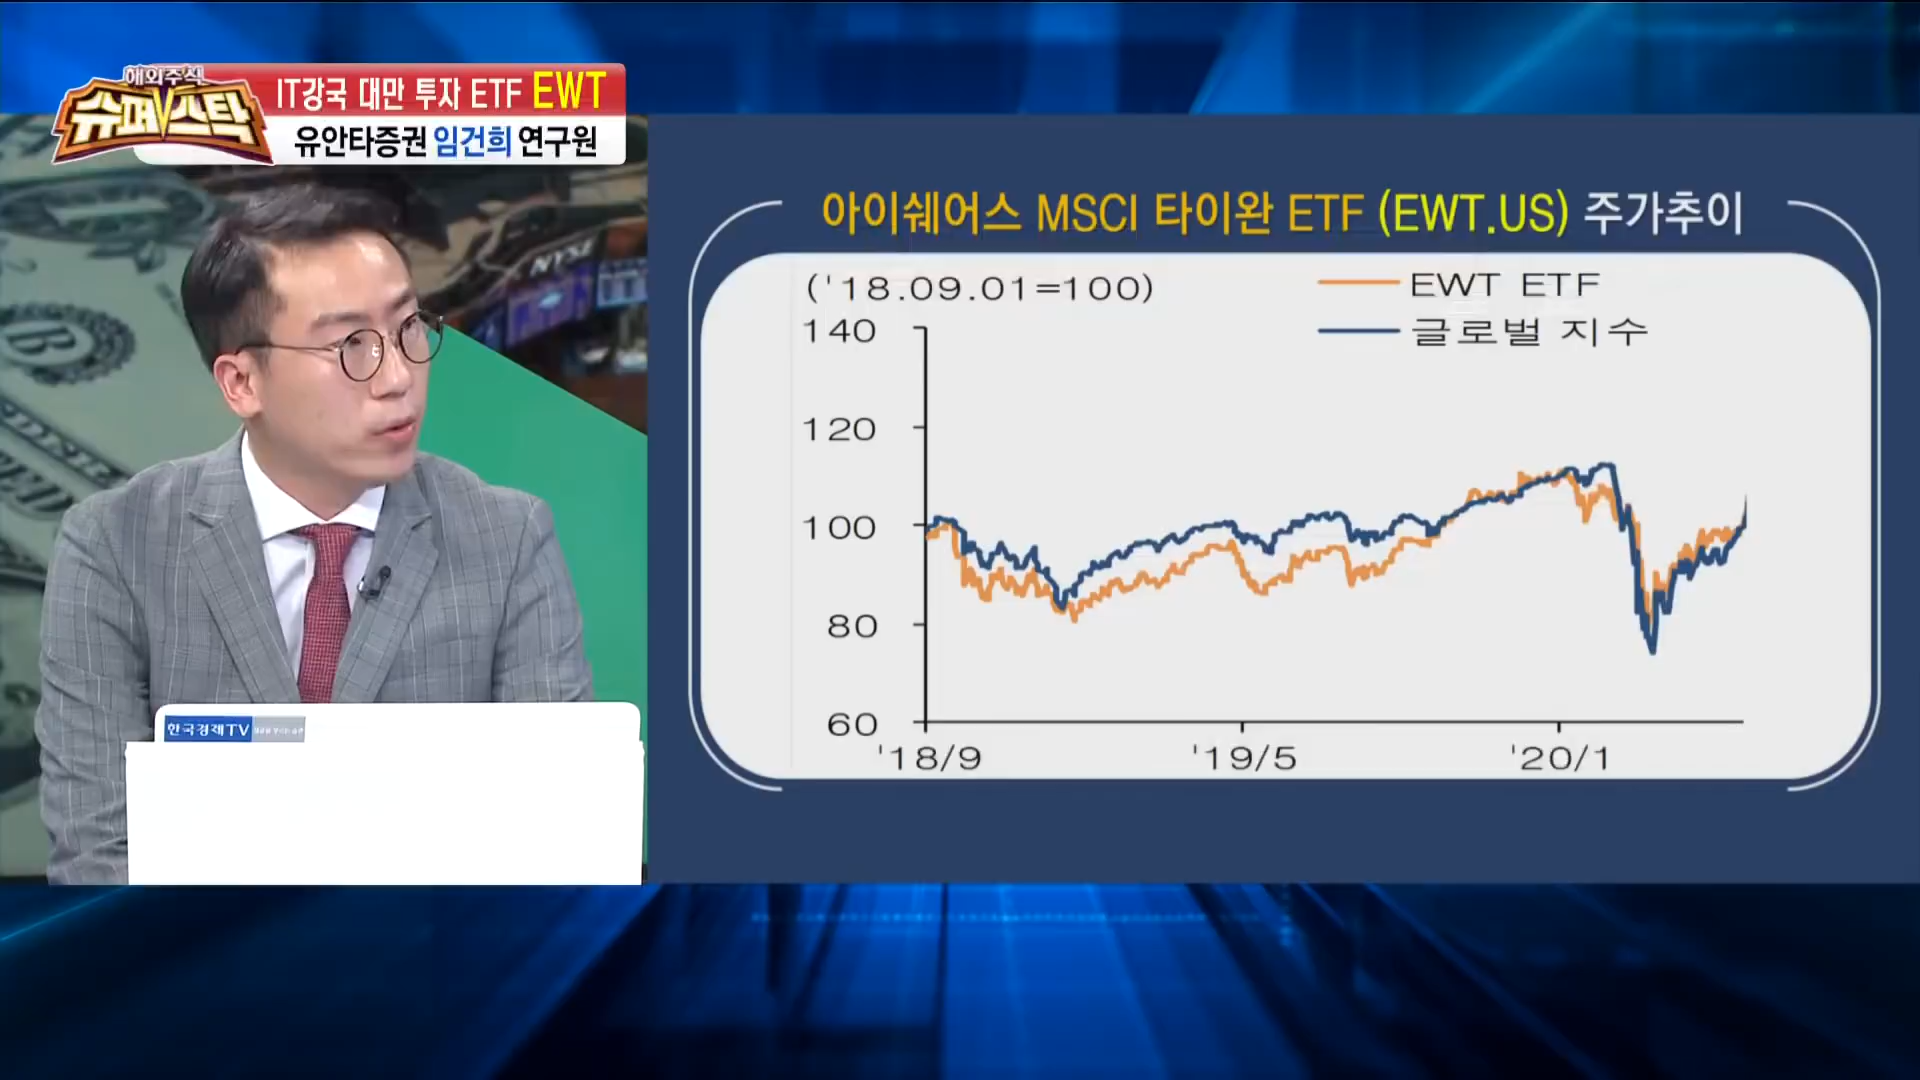 해외주식
슈퍼스탁
IT강국 대만 투자 ETF EWT
유안타증권 임건희 연구원
NYSE
B
한국경제TV
아이쉐어스 MSCI 타이완 ETF (EWT.US) 주가추이
('18.09.01=100)
EWT ETF
글로벌 지수
140
120
100
80
60
'18/9
'19/5
'20/1